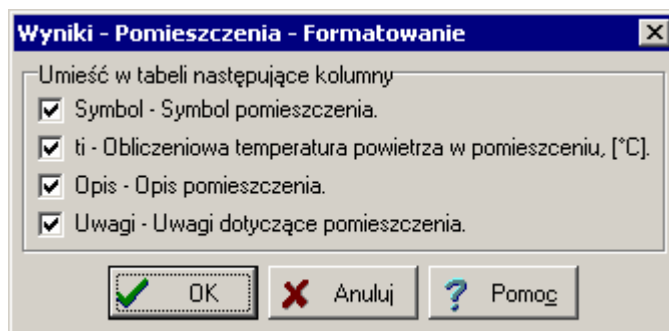 Wyniki - Pomieszczenia - Formatowanie
Umieść w tabeli następujące kolumny
Symbol - Symbol pomieszczenia.
ti - Obliczeniowa temperatura powietrza w pomieszceniu, [°C].
Opis - Opis pomieszczenia.
Uwagi - Uwagi dotyczące pomieszczenia.
OK Anuluj Pomoc